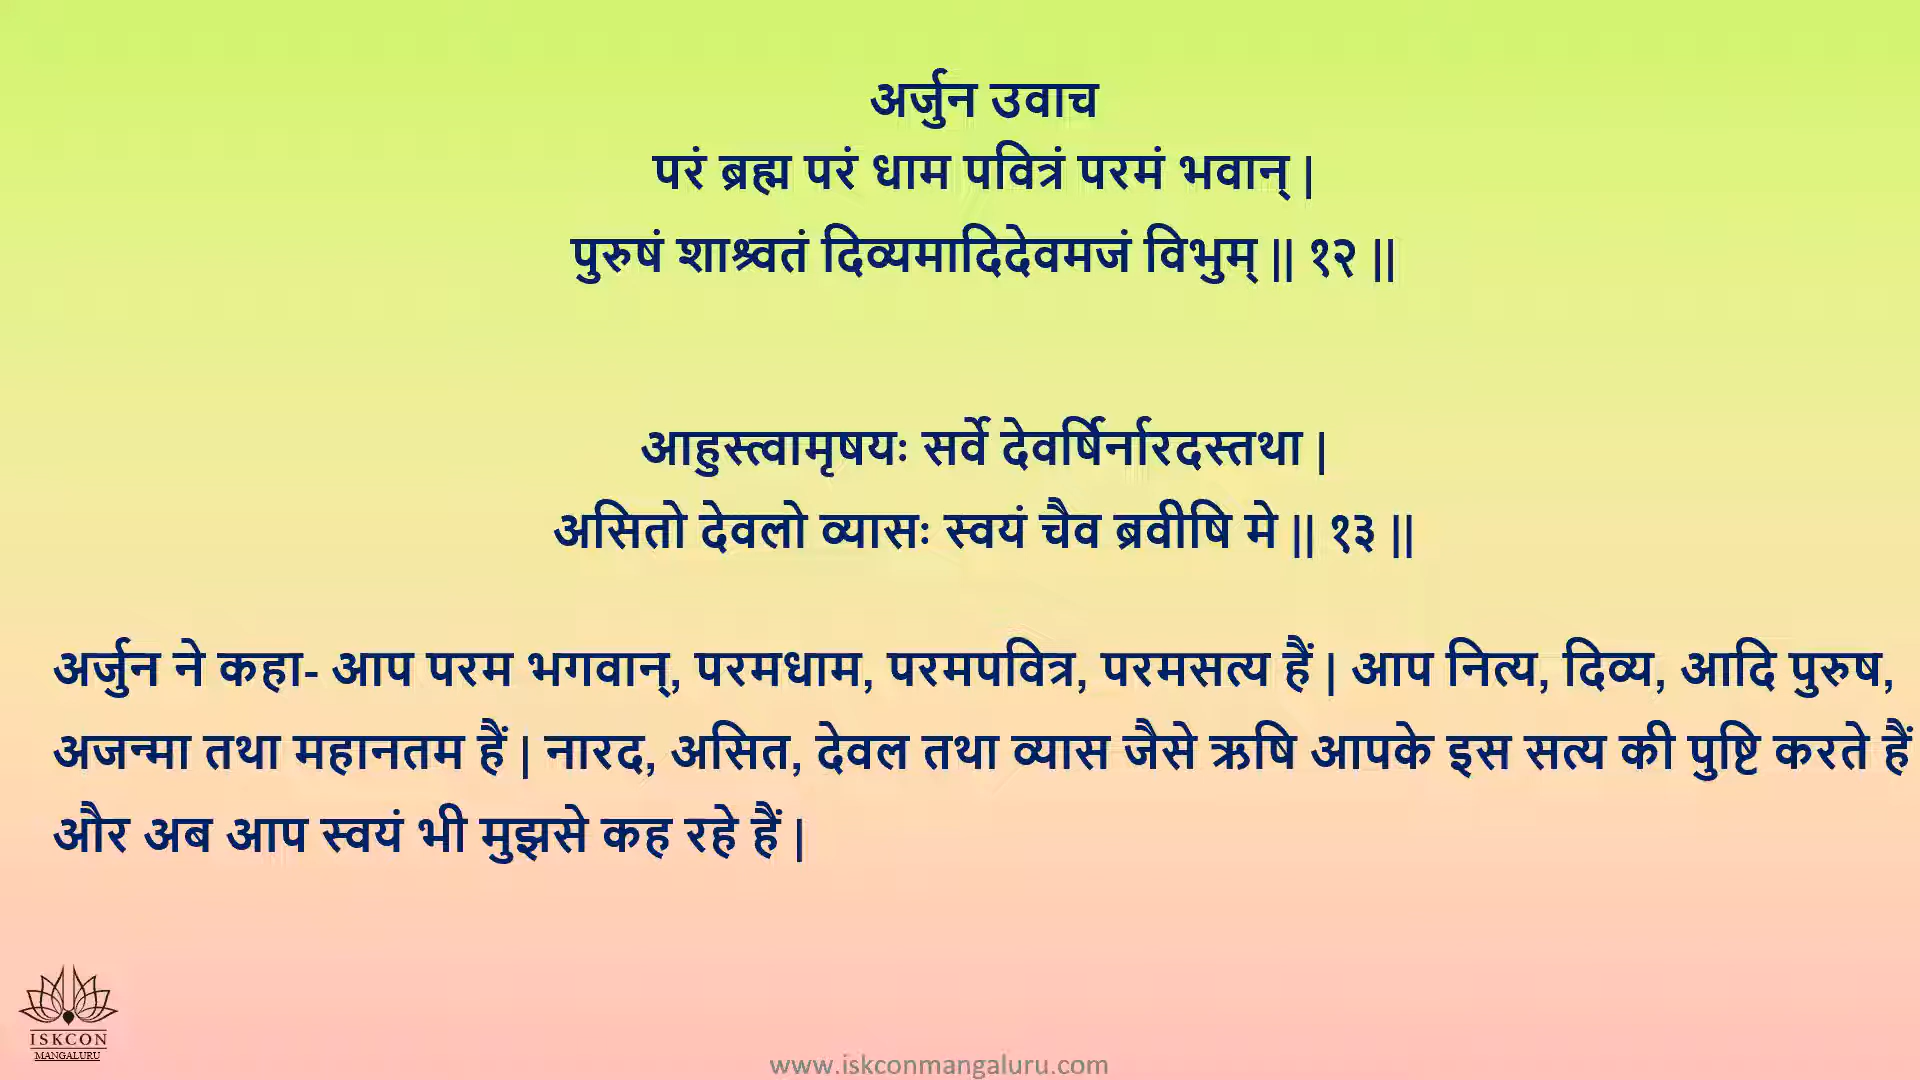 अर्जुन उवाच
परं ब्रह्म परं धाम पवित्रं परमं भवान् |
पुरुषं शाश्र्वतं दिव्यमादिदेवमजं विभुम् || १२ ||
आहुस्त्वामृषयः सर्वे देवर्षिर्नारदस्तथा |
असितो देवलो व्यासः स्वयं चैव ब्रवीषि मे || १३ ||
अर्जुन ने कहा- आप परम भगवान्, परमधाम, परमपवित्र, परमसत्य हैं | आप नित्य, दिव्य, आदि पुरुष,
अजन्मा तथा महानतम हैं | नारद, असित, देवल तथा व्यास जैसे ऋषि आपके इस सत्य की पुष्टि करते हैं
और अब आप स्वयं भी मुझसे कह रहे हैं |
ISKCON
MANGALURU
www.iskconmangaluru.com